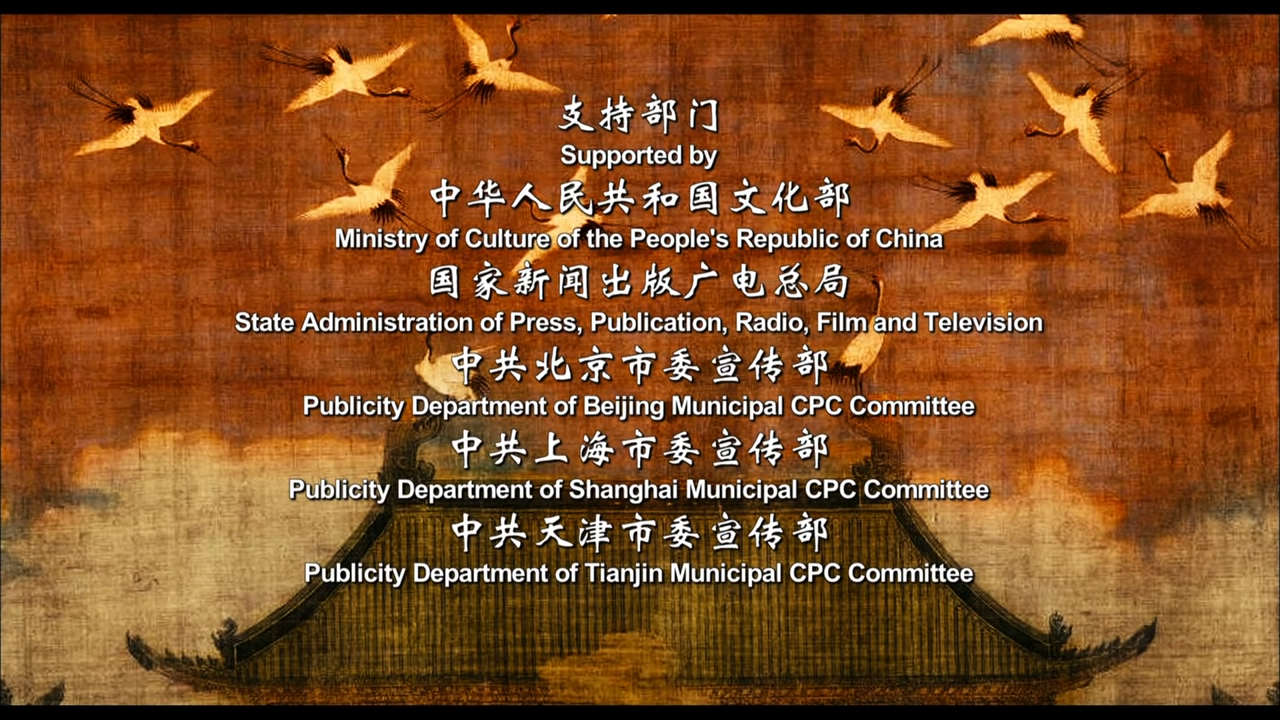 支持部门
Supported by
中华人民共和国文化部
Ministry of Culture of the People's Republic of China
国家新闻出版广电总局
State Administration of Press, Publication, Radio, Film and Television
中共北京市委宣传部
Publicity Department of Beijing Municipal CPC Committee
中共上海市委宣传部
Publicity Department of Shanghai Municipal CPC Committee
中共天津市委宣传部
Publicity Department of Tianjin Municipal CPC Committee